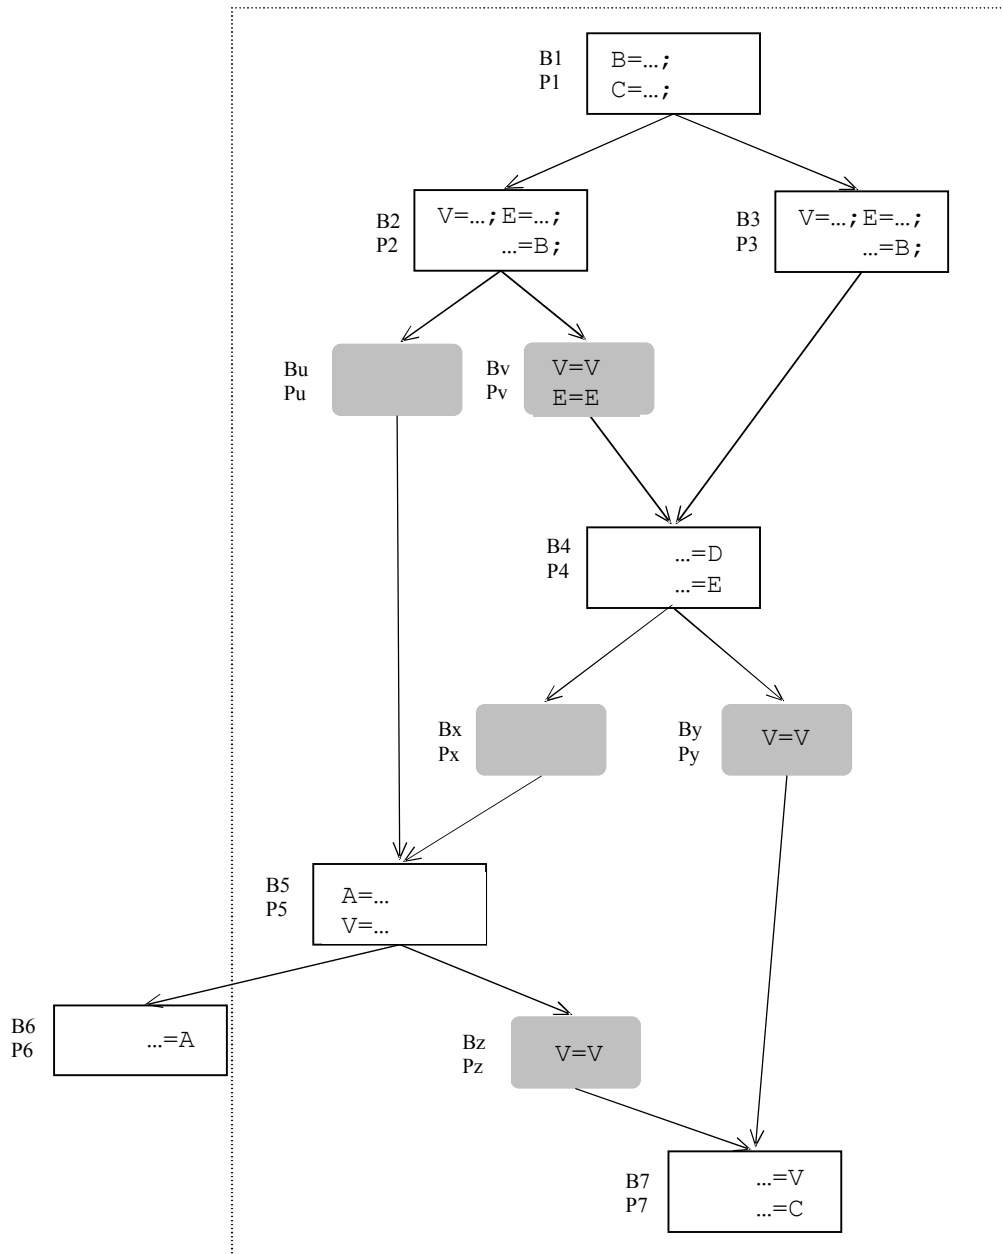 B1
P1
B=…;
C=…;
B2
P2
V=…;E=…;
…=B;
B3
P3
V=…;E=…;
…=B;
Bu
Pu
Bv
Pv
V=V
E=E
B4
P4
…=D
…=E
Bx
Px
By
Py
V=V
B5
P5
A=…
V=…
B6
P6
…=A
Bz
Pz
V=V
B7
P7
…=V
…=C